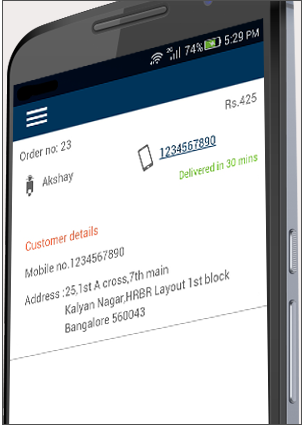 2G 74% 5:29 PM
Rs.425
Order no: 23
Akshay
1234567890
Delivered in 30 mins
Customer details
Mobile no.1234567890
Address :25,1st A cross,7th main
Kalyan Nagar,HRBR Layout 1st block
Bangalore 560043